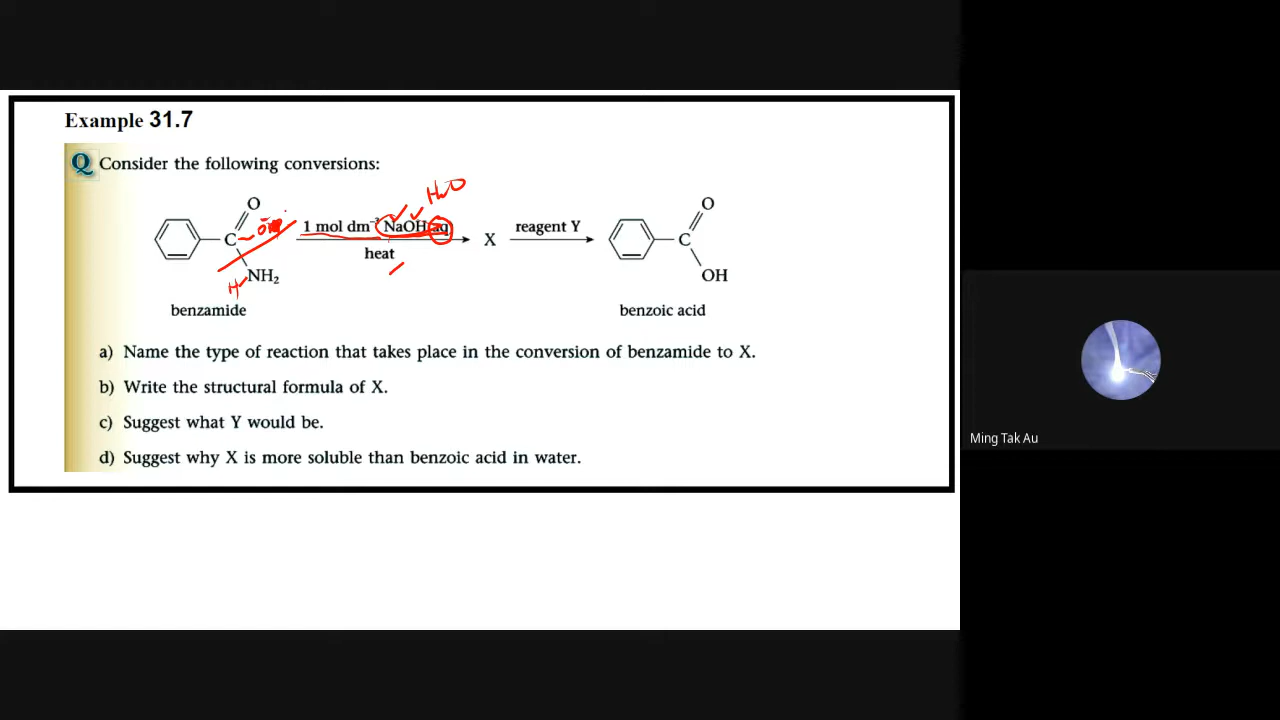 Example 31.7
Q Consider the following conversions:
O
C
NH₂
benzamide
H
H₂O
1 mol dm⁻³ NaOH(aq)
heat
X
reagent Y
O
C
OH
benzoic acid
a) Name the type of reaction that takes place in the conversion of benzamide to X.
b) Write the structural formula of X.
c) Suggest what Y would be.
d) Suggest why X is more soluble than benzoic acid in water.
Ming Tak Au